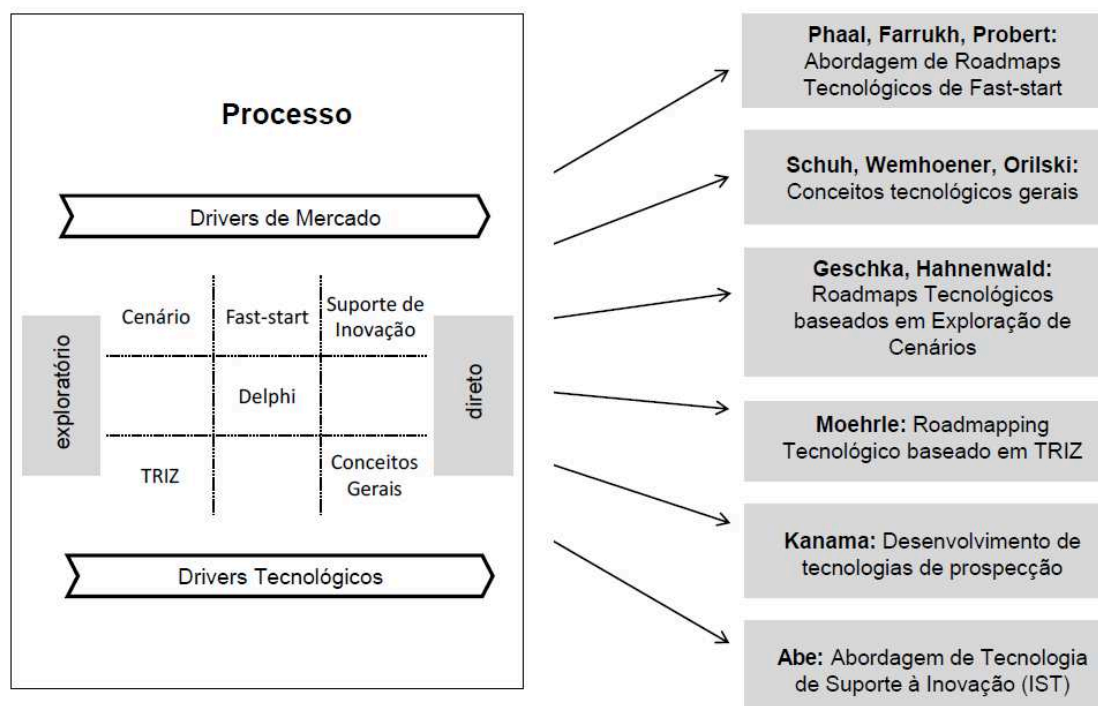 Processo
Drivers de Mercado
Cenário
Fast-start
Suporte de
Inovação
exploratório
Delphi
direto
TRIZ
Conceitos
Gerais
Drivers Tecnológicos
Phaal, Farrukh, Probert:
Abordagem de Roadmaps
Tecnológicos de Fast-start
Schuh, Wemhoener, Orilski:
Conceitos tecnológicos gerais
Geschka, Hahnenwald:
Roadmaps Tecnológicos
baseados em Exploração de
Cenários
Moehrle: Roadmapping
Tecnológico baseado em TRIZ
Kanama: Desenvolvimento de
tecnologias de prospecção
Abe: Abordagem de Tecnologia
de Suporte à Inovação (IST)